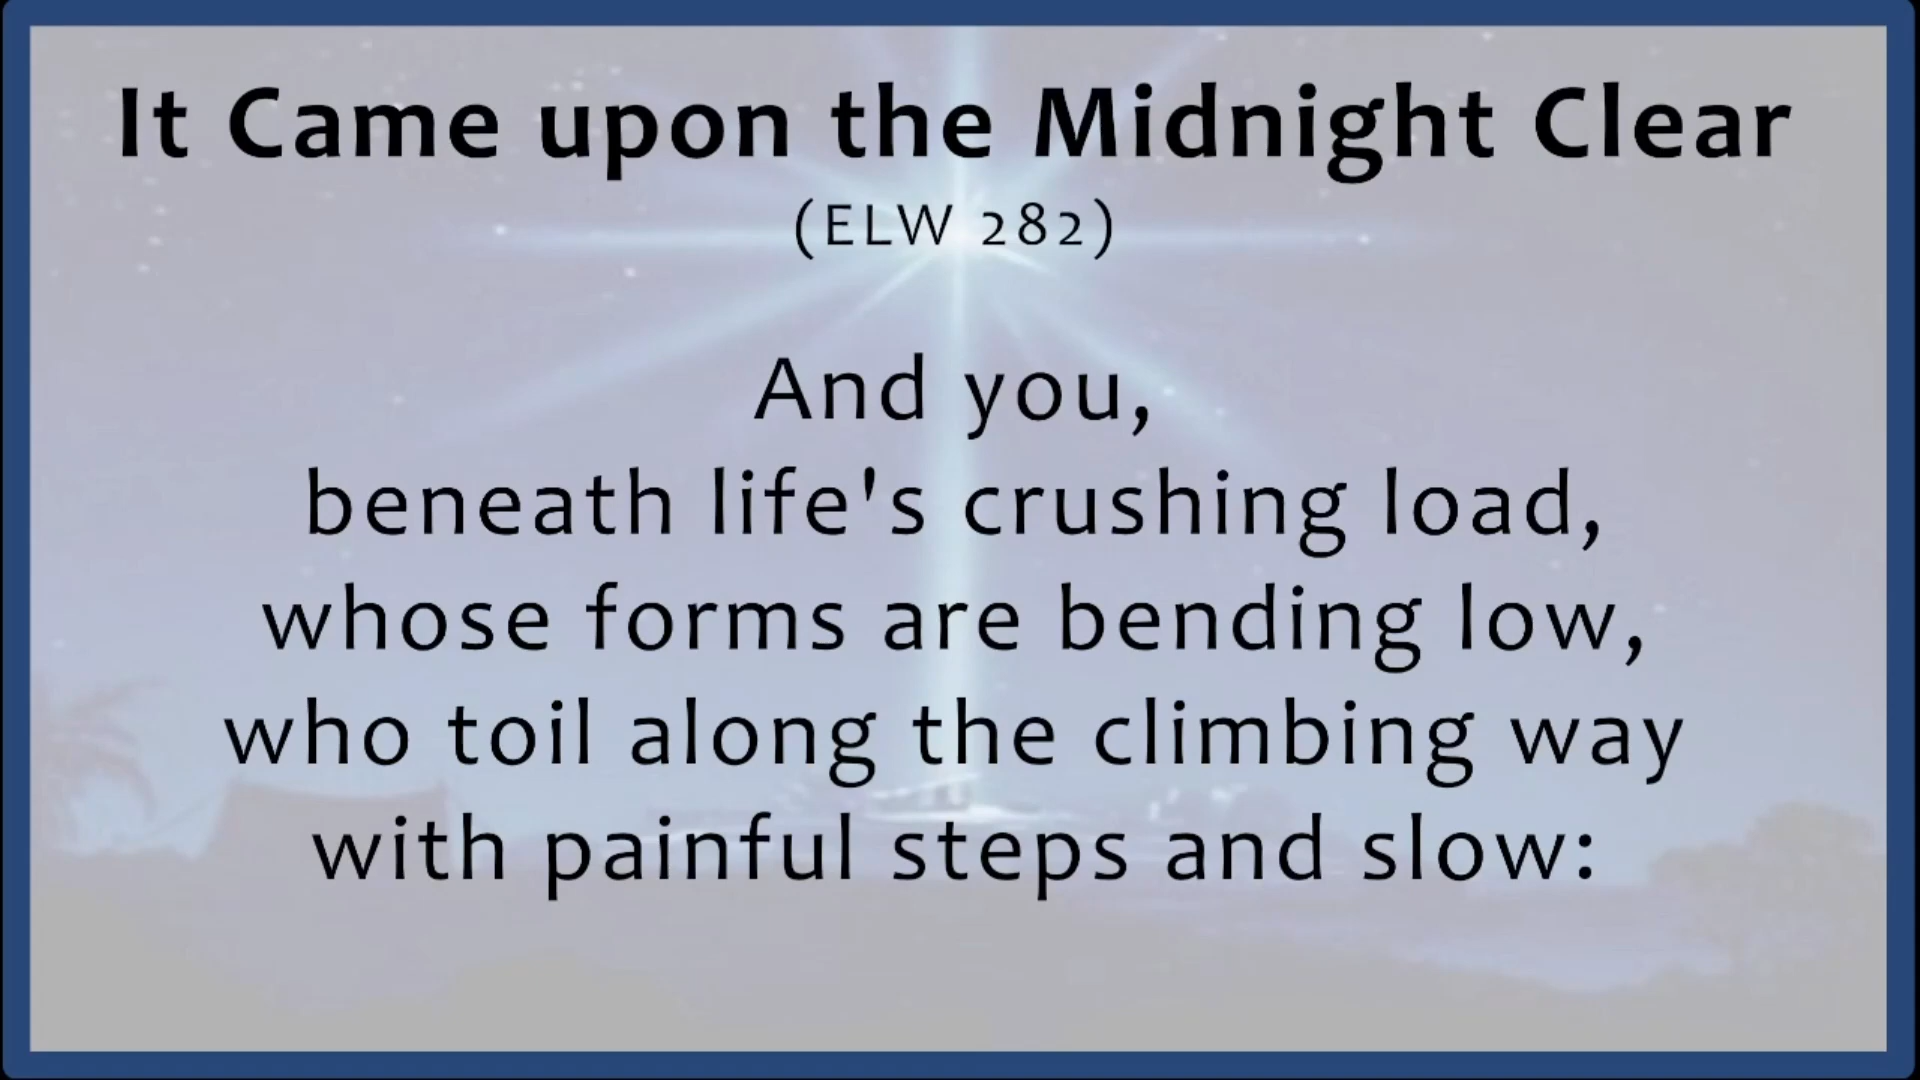 It Came upon the Midnight Clear
(ELW 282)
And you,
beneath life's crushing load,
whose forms are bending low,
who toil along the climbing way
with painful steps and slow: